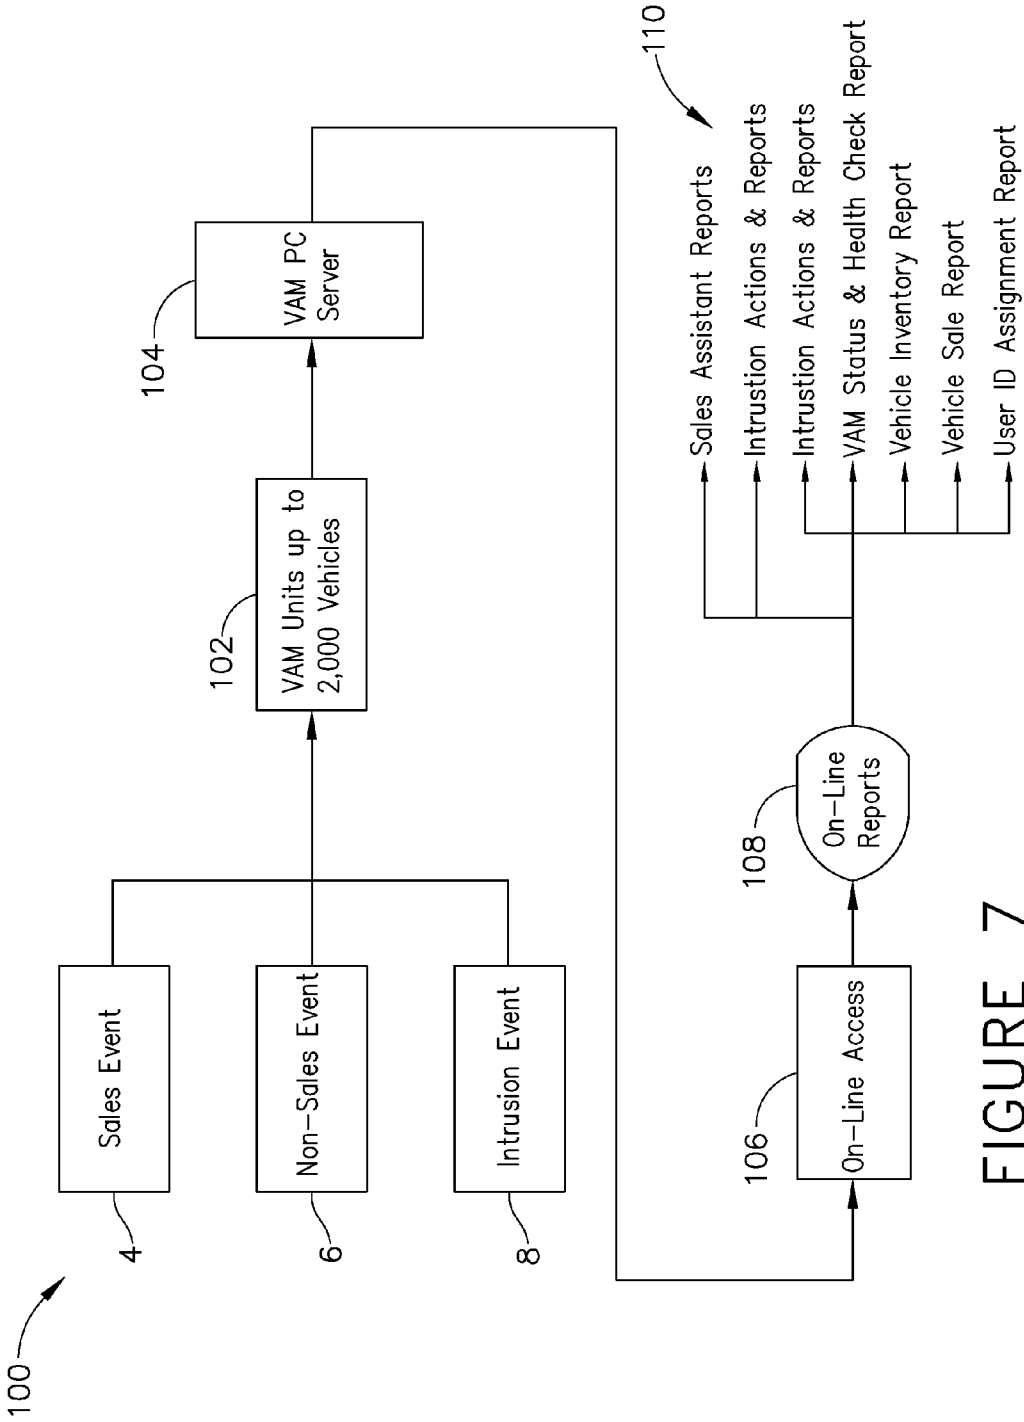 100
4
Sales Event
6
Non-Sales Event
8
Intrusion Event
102
VAM Units up to
2,000 Vehicles
104
VAM PC
Server
106
On-Line Access
108
On-Line
Reports
110
Sales Assistant Reports
Intrustion Actions & Reports
Intrustion Actions & Reports
VAM Status & Health Check Report
Vehicle Inventory Report
Vehicle Sale Report
User ID Assignment Report
FIGURE 7